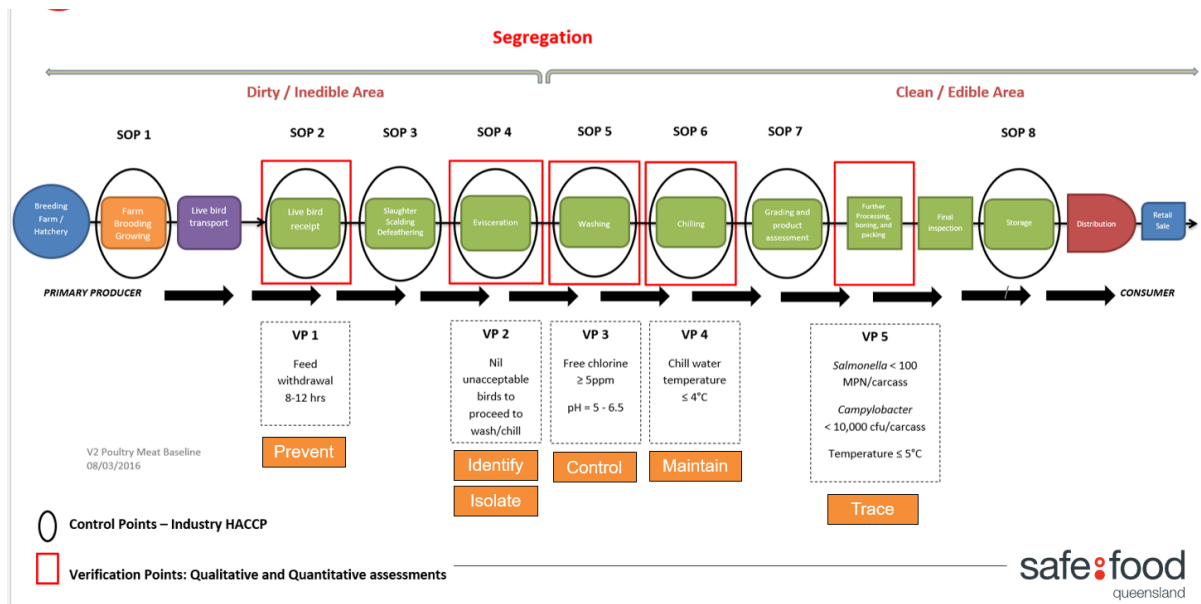 Segregation
Dirty / Inedible Area
Clean / Edible Area
SOP 1
SOP 2
SOP 3
SOP 4
SOP 5
SOP 6
SOP 7
SOP 8
Breeding
Farm /
Hatchery
Farm
Brooding
Growing
Live bird
transport
Live bird
receipt
Slaughter
Scalding
Defeathering
Evisceration
Washing
Chilling
Grading and
product
assessment
Further
Processing,
boning, and
packing
Final
inspection
Storage
Distribution
Retail
Sale
PRIMARY PRODUCER
CONSUMER
VP 1
Feed
withdrawal
8-12 hrs
Prevent
VP 2
Nil
unacceptable
birds to
proceed to
wash/chill
Identify
Isolate
VP 3
Free chlorine
≥ 5ppm
pH = 5 - 6.5
Control
VP 4
Chill water
temperature
≤ 4°C
Maintain
VP 5
Salmonella < 100
MPN/carcass
Campylobacter
< 10,000 cfu/carcass
Temperature ≤ 5°C
Trace
V2 Poultry Meat Baseline
08/03/2016
Control Points – Industry HACCP
Verification Points: Qualitative and Quantitative assessments
safe food
queensland